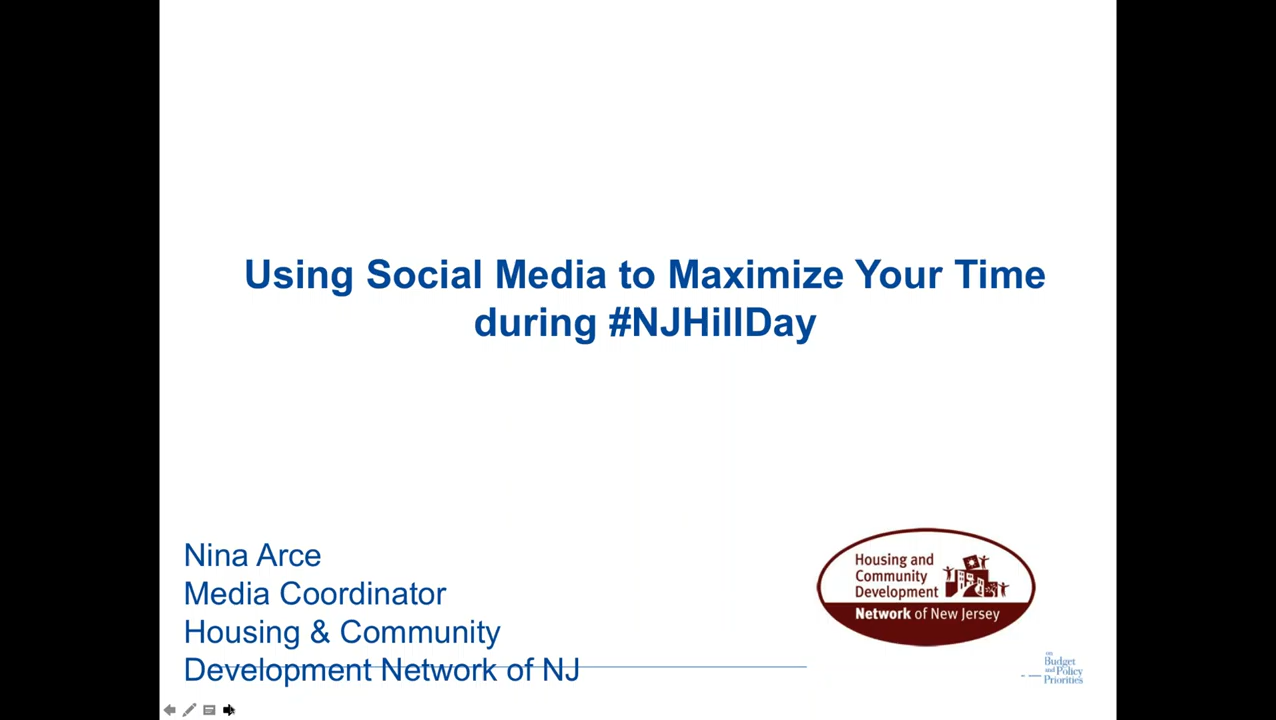 Using Social Media to Maximize Your Time
during #NJHillDay
Nina Arce
Media Coordinator
Housing & Community
Development Network of NJ
Housing and
Community
Development
Network of New Jersey
on
Budget
and Policy
Priorities